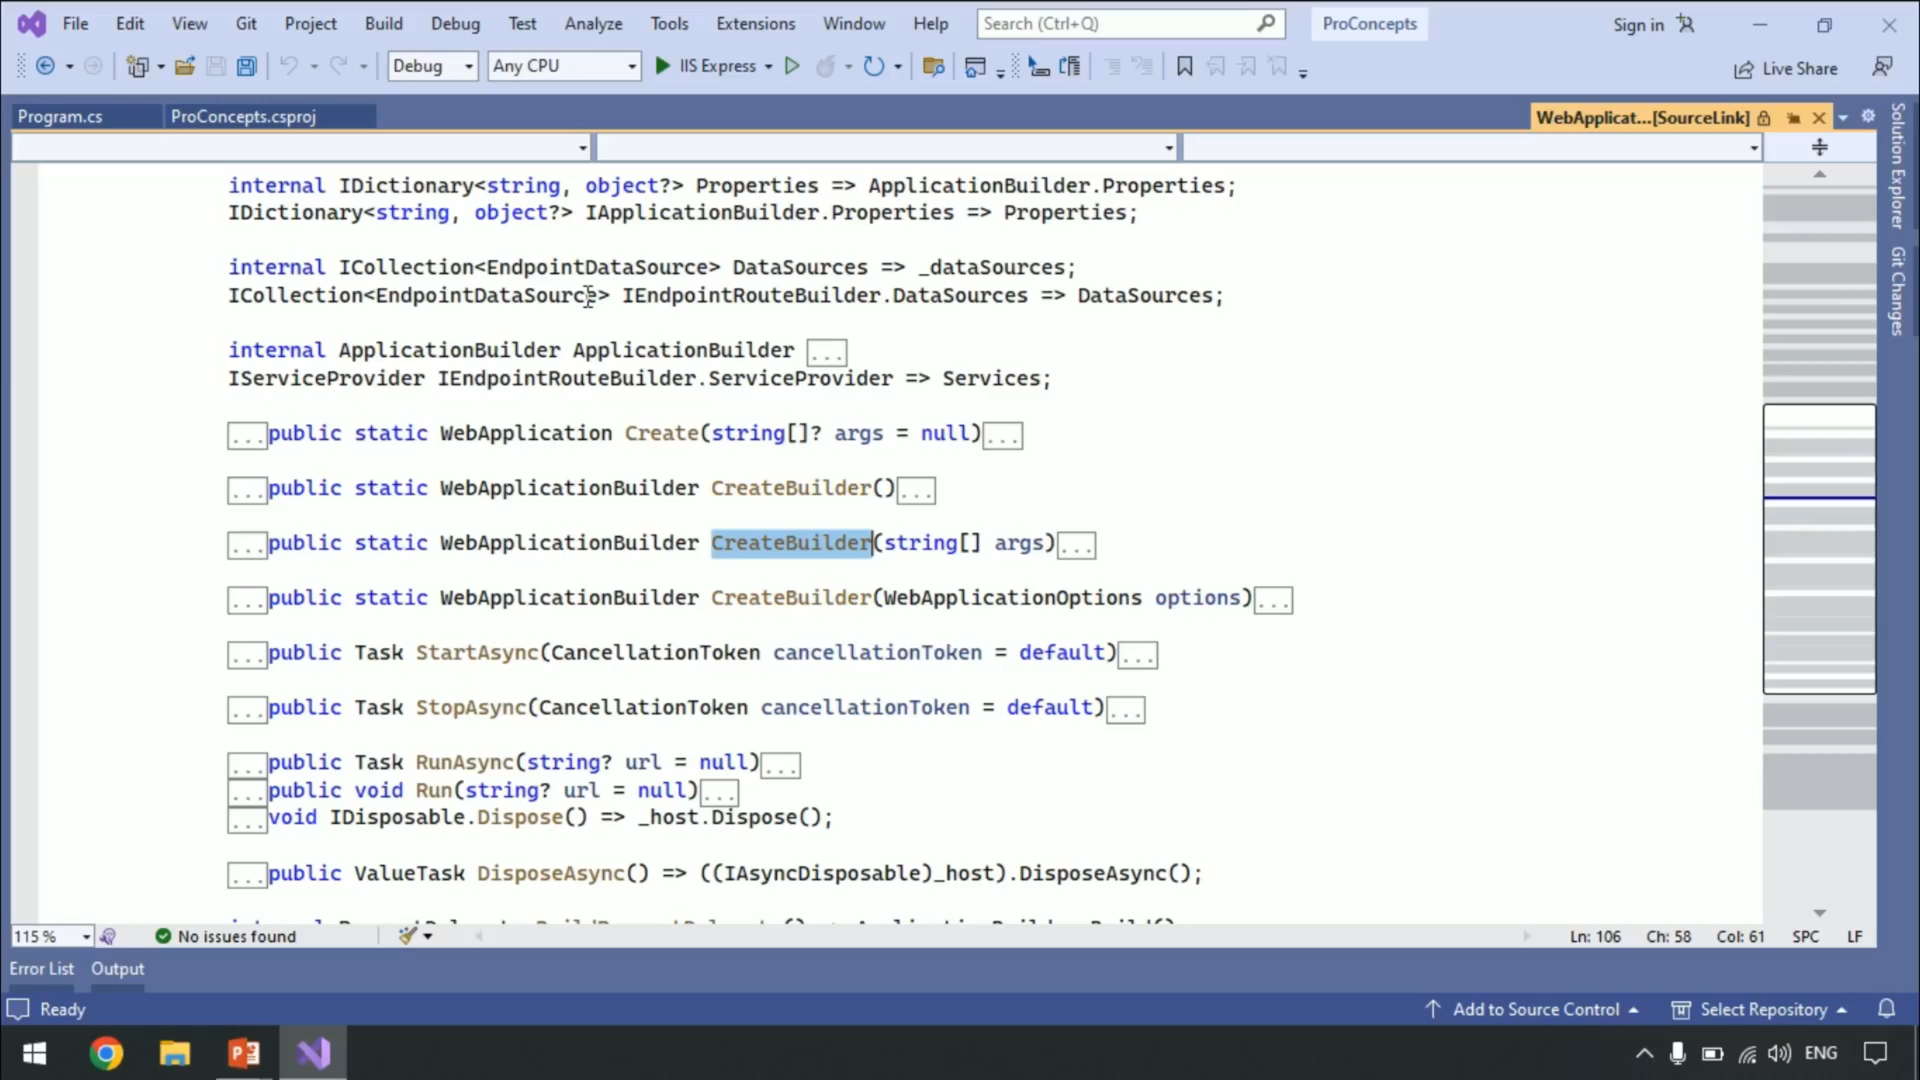 File Edit View Git Project Build Debug Test Analyze Tools Extensions Window Help Search (Ctrl+Q) ProConcepts Sign in
Debug Any CPU IIS Express Live Share
Program.cs ProConcepts.csproj WebApplicat...[SourceLink]
internal IDictionary<string, object?> Properties => ApplicationBuilder.Properties;
IDictionary<string, object?> IApplicationBuilder.Properties => Properties;
internal ICollection<EndpointDataSource> DataSources => _dataSources;
ICollection<EndpointDataSource> IEndpointRouteBuilder.DataSources => DataSources;
internal ApplicationBuilder ApplicationBuilder ...
IServiceProvider IEndpointRouteBuilder.ServiceProvider => Services;
...public static WebApplication Create(string[]? args = null)...
...public static WebApplicationBuilder CreateBuilder()...
...public static WebApplicationBuilder CreateBuilder(string[] args)...
...public static WebApplicationBuilder CreateBuilder(WebApplicationOptions options)...
...public Task StartAsync(CancellationToken cancellationToken = default)...
...public Task StopAsync(CancellationToken cancellationToken = default)...
...public Task RunAsync(string? url = null)...
...public void Run(string? url = null)...
...void IDisposable.Dispose() => _host.Dispose();
...public ValueTask DisposeAsync() => ((IAsyncDisposable)_host).DisposeAsync();
Solution Explorer
Git Changes
115 % No issues found Ln: 106 Ch: 58 Col: 61 SPC LF
Error List Output
Ready Add to Source Control Select Repository
ENG